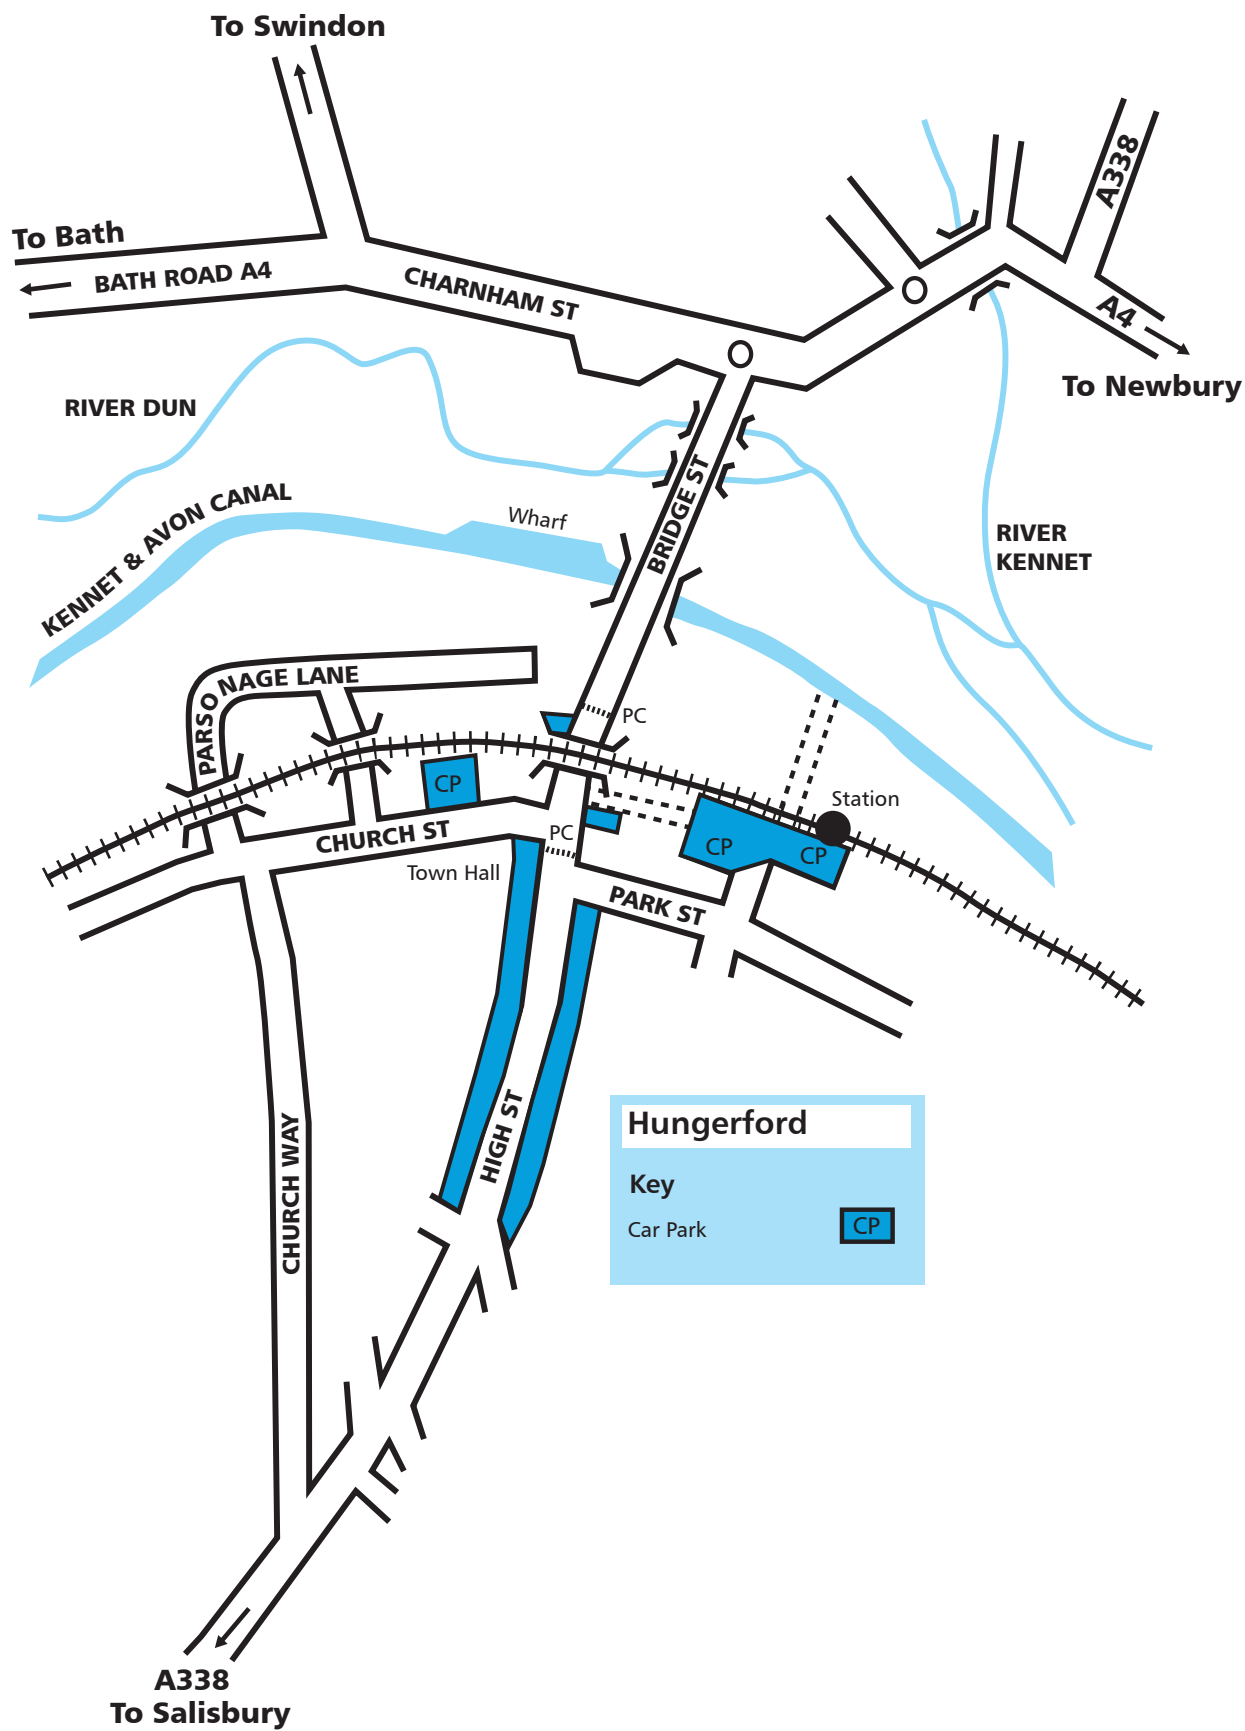 To Swindon
A338
To Bath
BATH ROAD A4
CHARNHAM ST
A4
To Newbury
RIVER DUN
KENNET & AVON CANAL
Wharf
BRIDGE ST
RIVER
KENNET
PARSONAGE LANE
PC
CP
Station
CHURCH ST
PC
CP
CP
Town Hall
PARK ST
HIGH ST
CHURCH WAY
Hungerford
Key
Car Park
CP
A338
To Salisbury